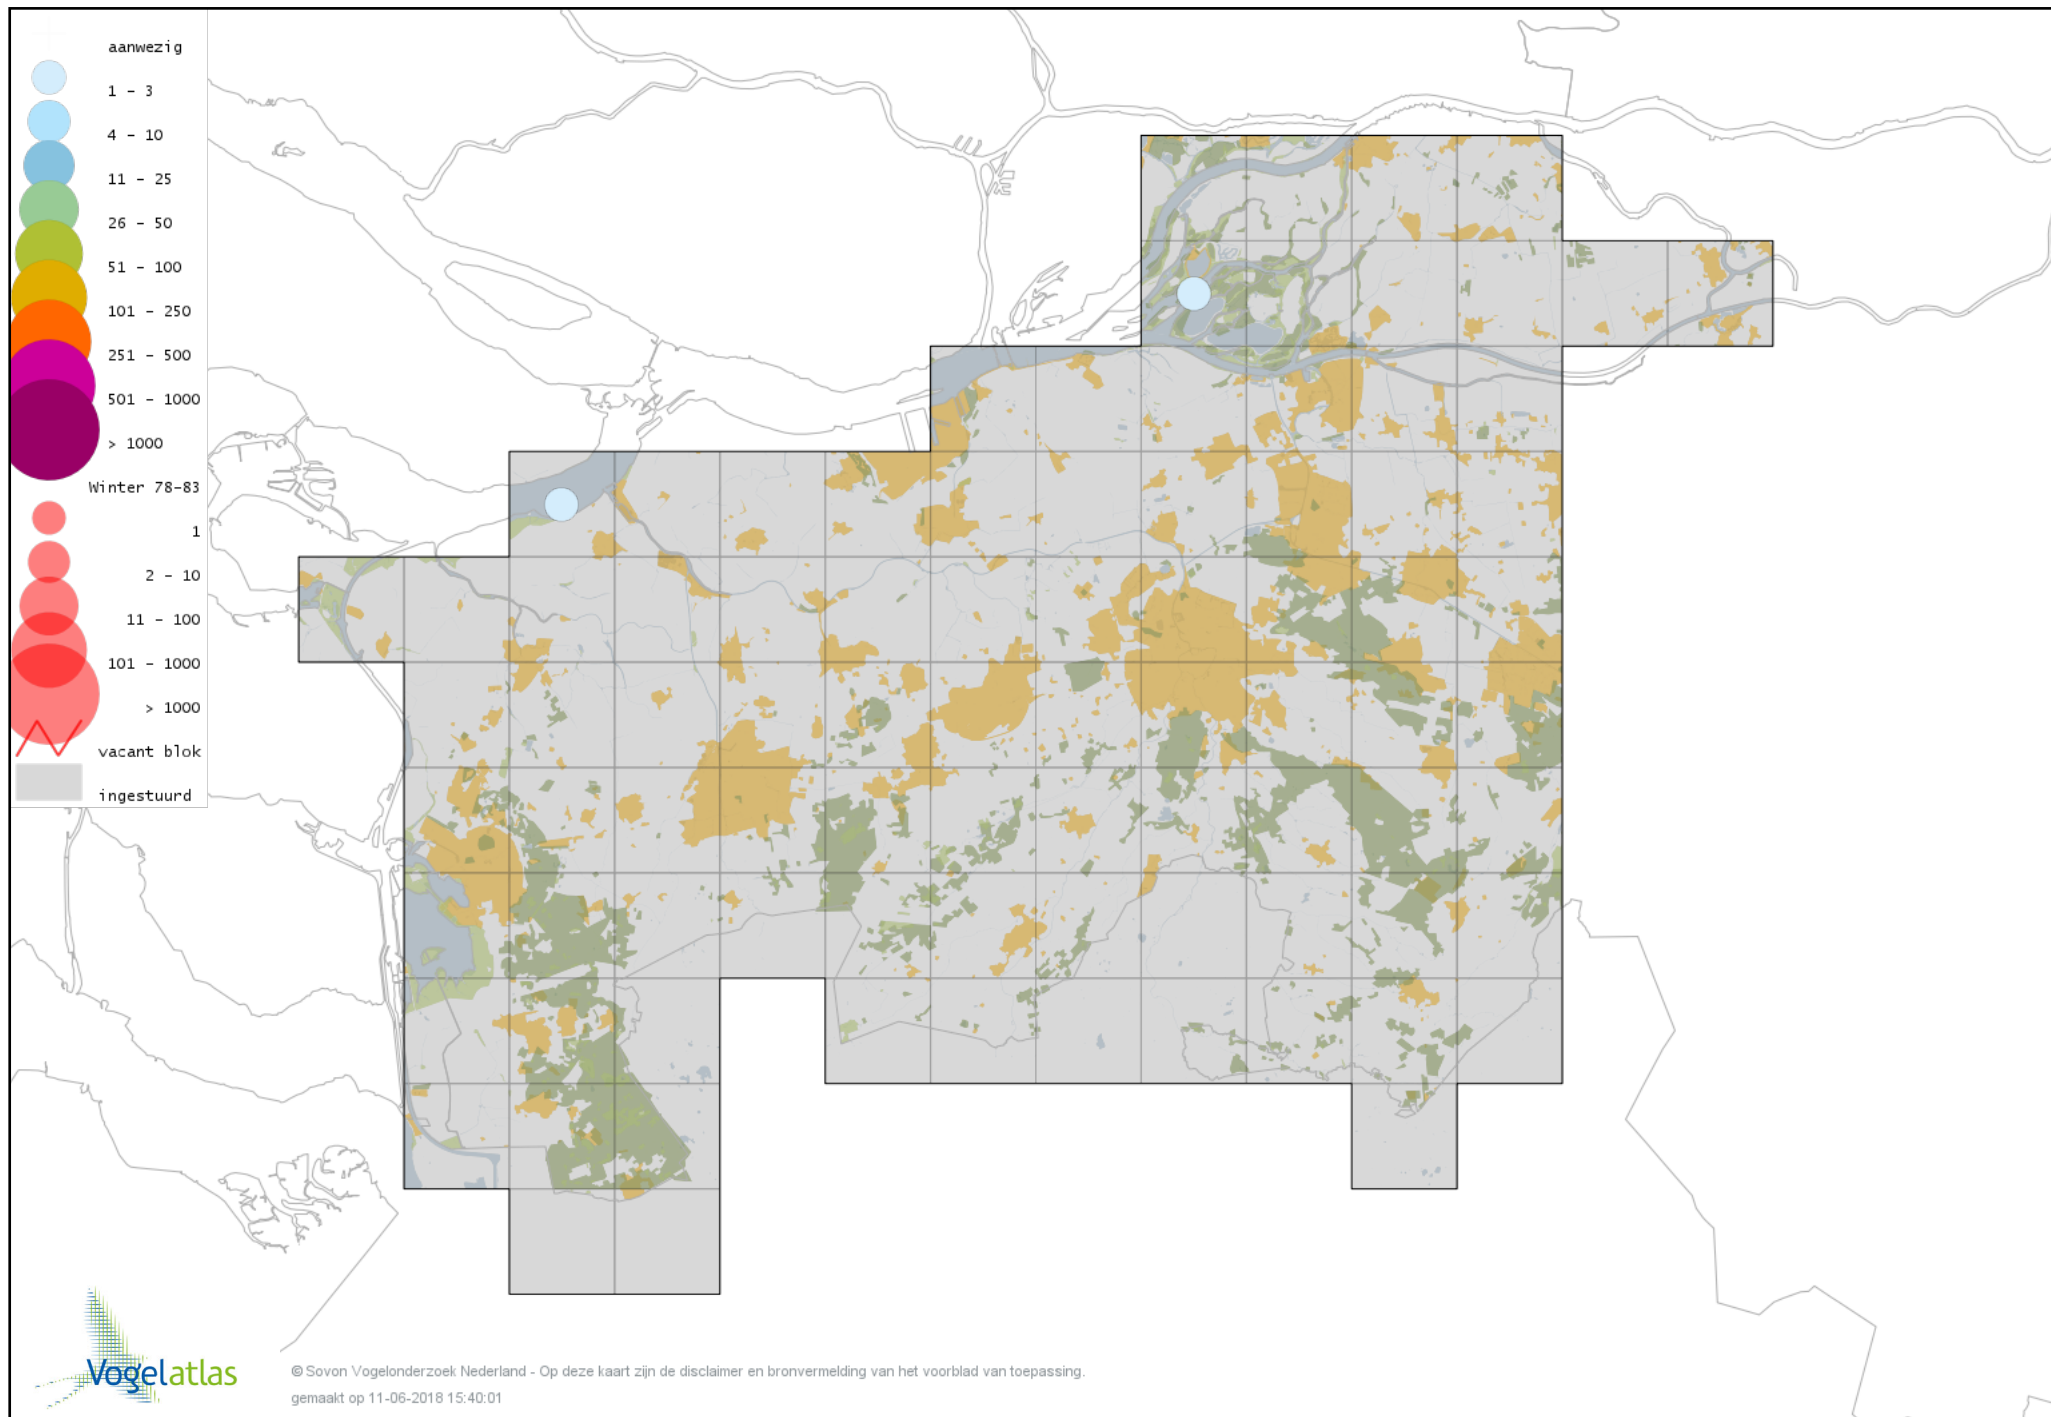 aanwezig
1 - 3
4 - 10
11 - 25
26 - 50
51 - 100
101 - 250
251 - 500
501 - 1000
> 1000
Winter 78-83
1
2 - 10
11 - 100
101 - 1000
> 1000
vacant blok
ingestuurd
Vogelatlas
© Sovon Vogelonderzoek Nederland - Op deze kaart zijn de disclaimer en bronvermelding van het voorblad van toepassing.
gemaakt op 11-06-2018 15:40:01